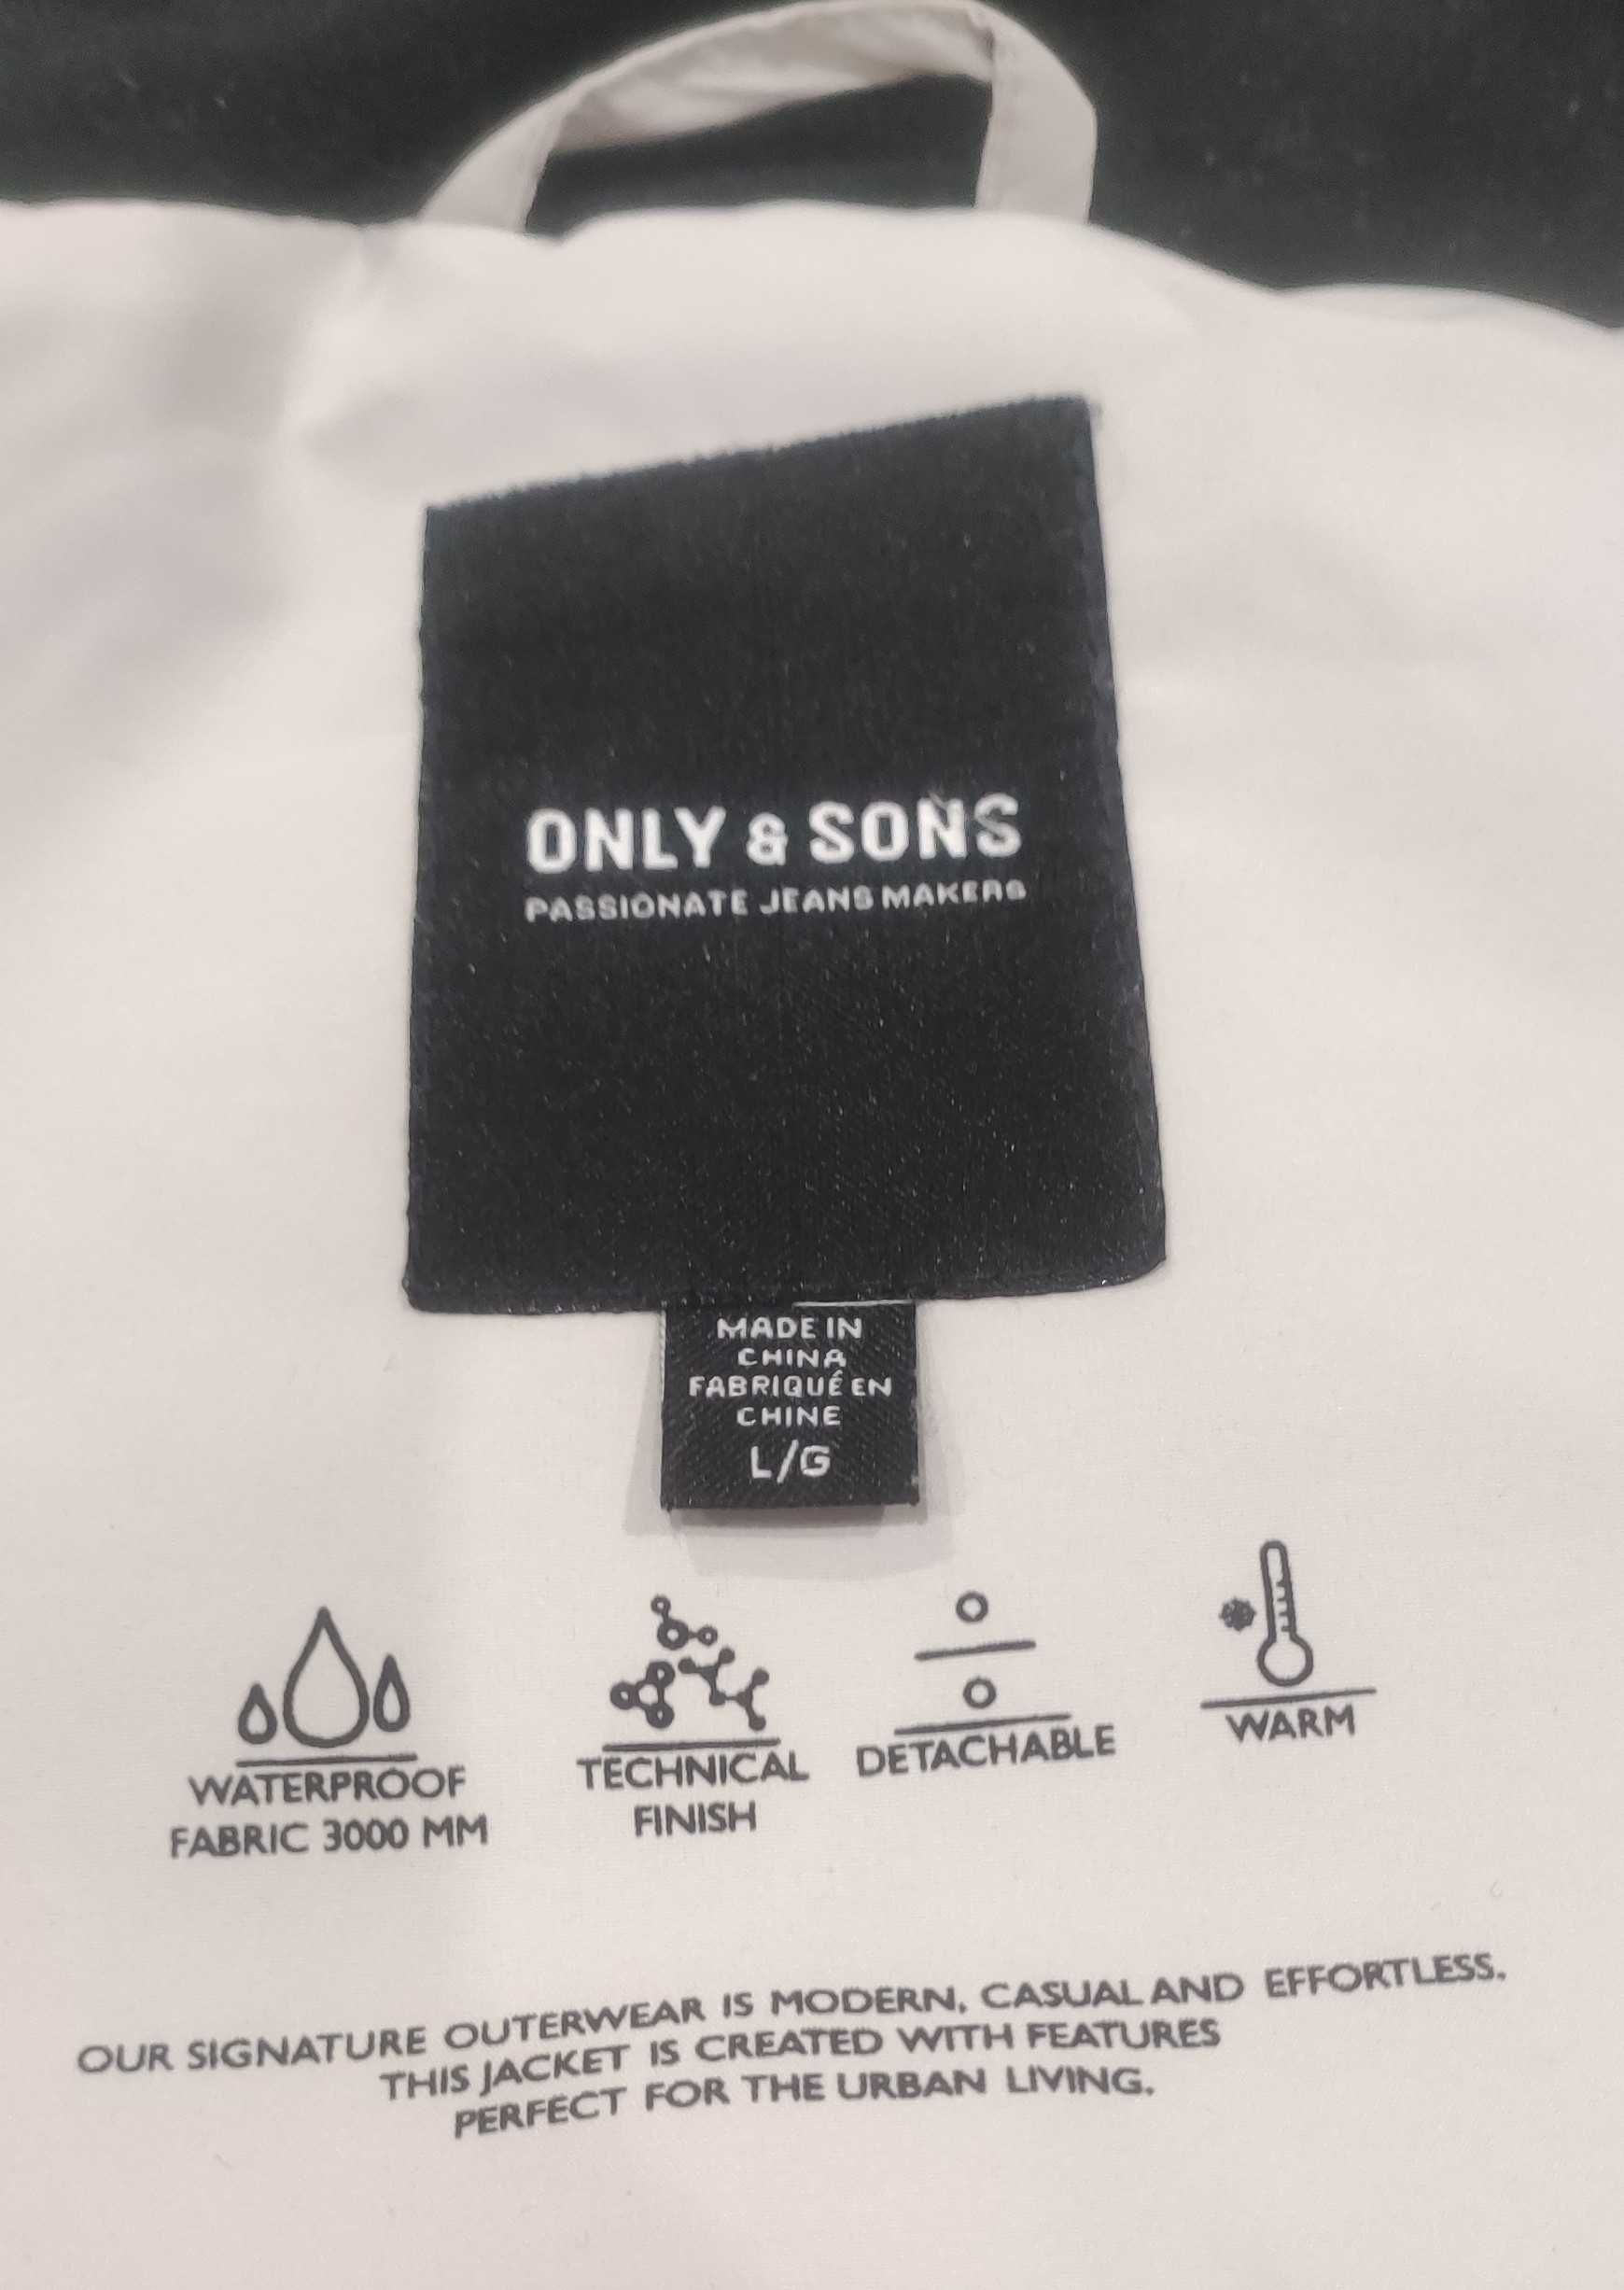 ONLY & SONS
PASSIONATE JEANS MAKERS
MADE IN
CHINA
FABRIQUÉ EN
CHINE
L/G
WATERPROOF
FABRIC 3000 MM
TECHNICAL
FINISH
DETACHABLE
WARM
OUR SIGNATURE OUTERWEAR IS MODERN, CASUAL AND EFFORTLESS.
THIS JACKET IS CREATED WITH FEATURES
PERFECT FOR THE URBAN LIVING.